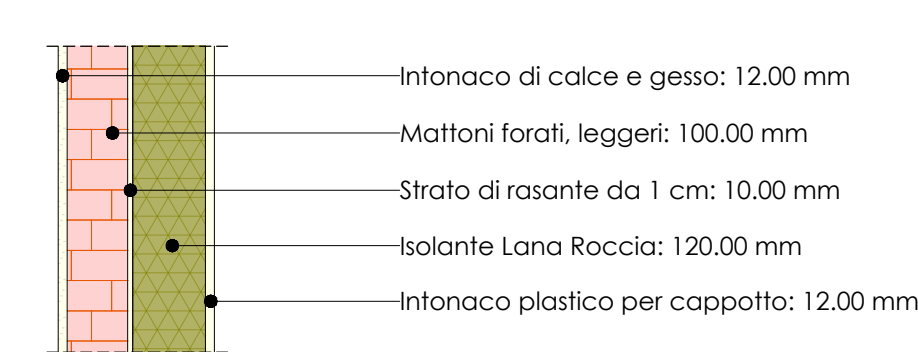 Intonaco di calce e gesso: 12.00 mm
Mattoni forati, leggeri: 100.00 mm
Strato di rasante da 1 cm: 10.00 mm
Isolante Lana Roccia: 120.00 mm
Intonaco plastico per cappotto: 12.00 mm